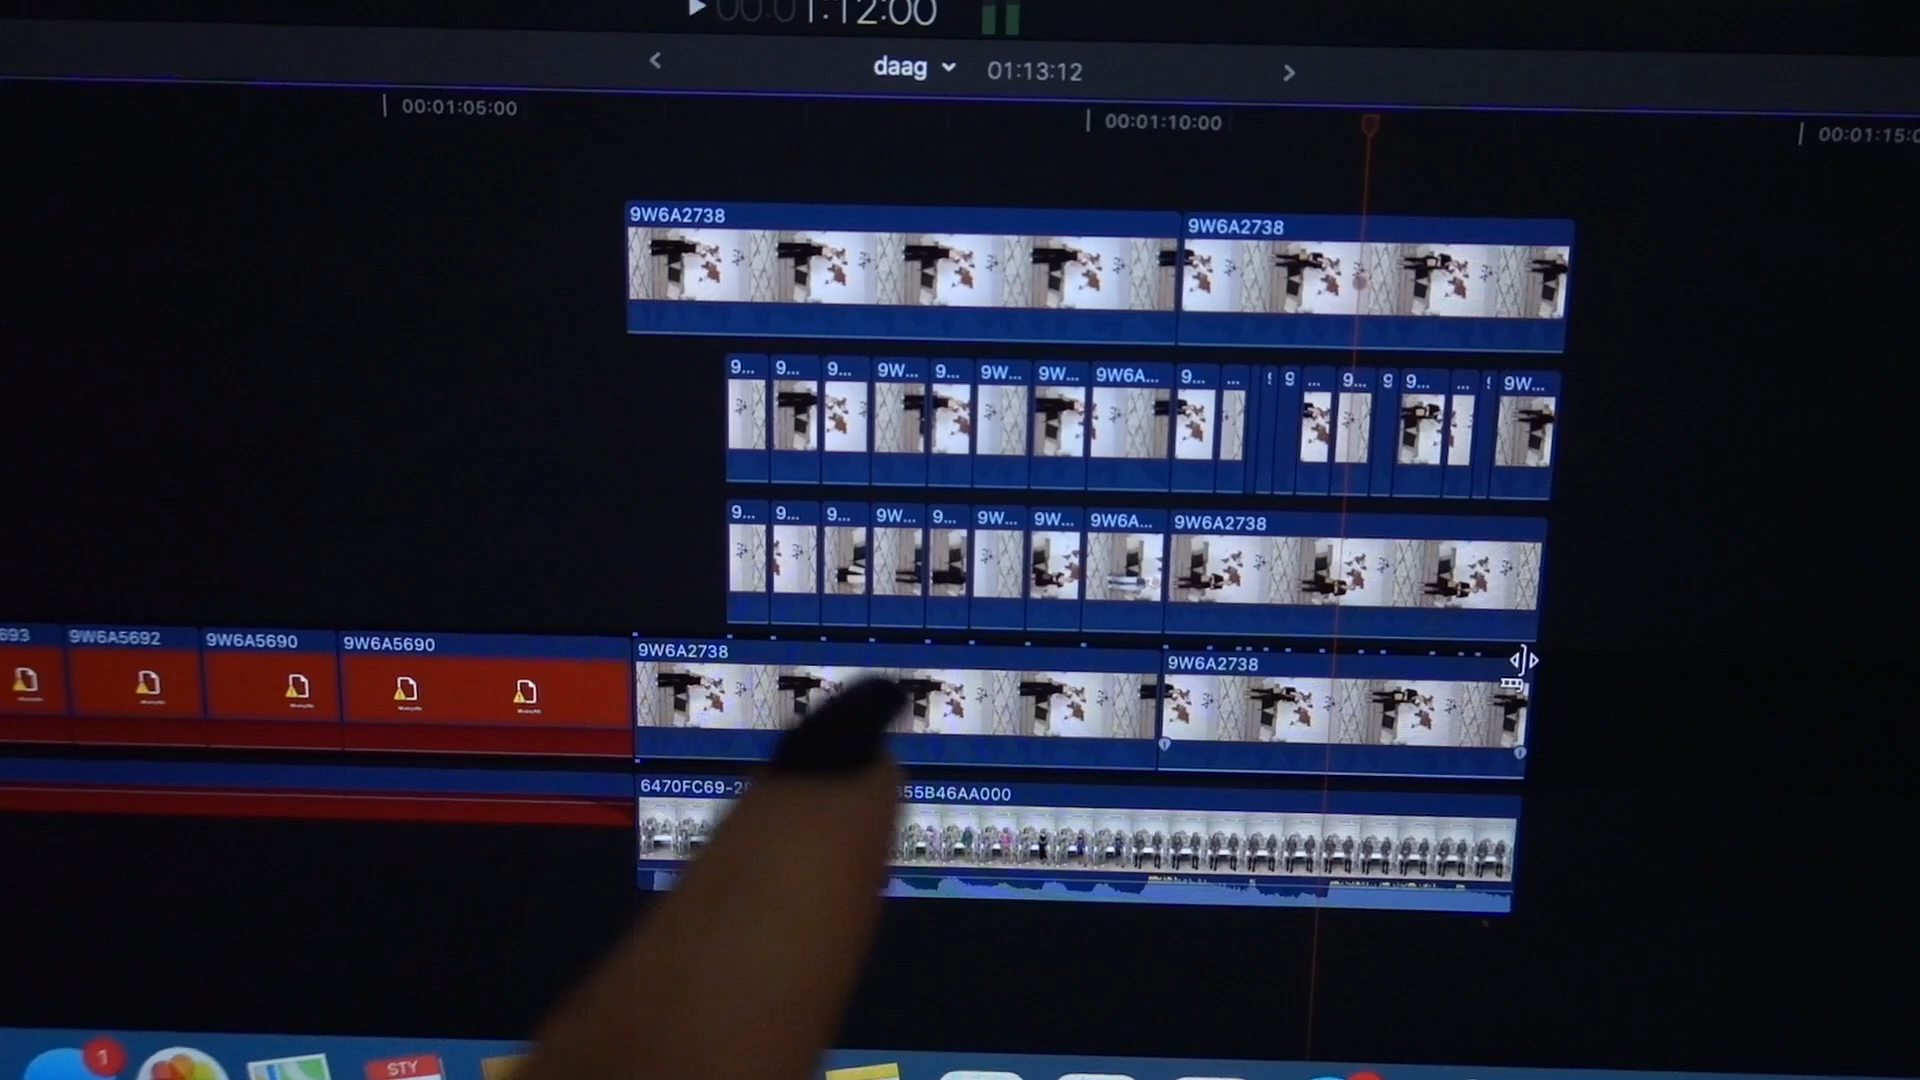 00:01:12:00
daag 01:13:12
00:01:05:00 00:01:10:00 00:01:15:0
9W6A2738 9W6A2738
9... 9... 9... 9W... 9... 9W... 9W... 9W6A... 9... ... 9 ... 9... 9 9... ... 9W...
9... 9... 9... 9W... 9... 9W... 9W... 9W6A... 9W6A2738
693 9W6A5692 9W6A5690 9W6A5690 9W6A2738 9W6A2738
6470FC69-2 55B46AA000
1 STY